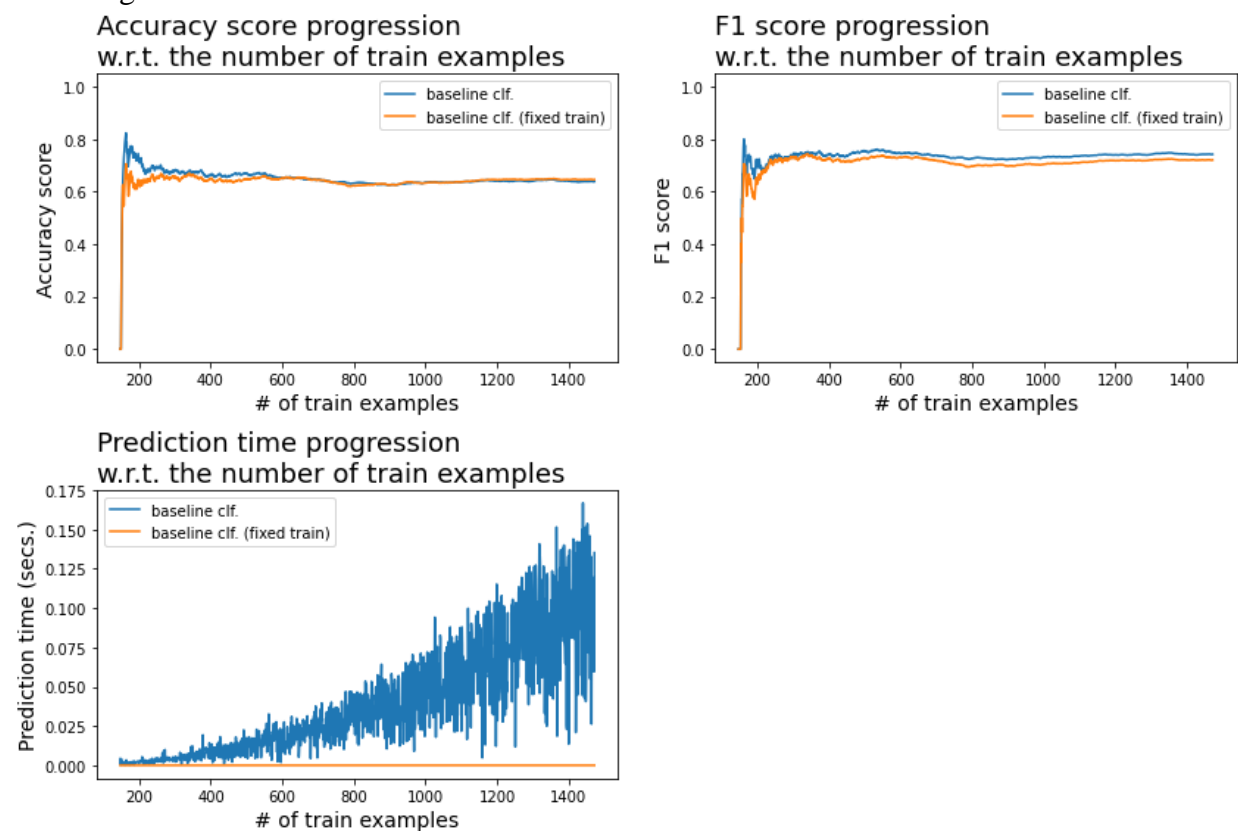 Accuracy score progression
w.r.t. the number of train examples
1.0
0.8
0.6
0.4
0.2
0.0
Accuracy score
baseline clf.
baseline clf. (fixed train)
200 400 600 800 1000 1200 1400
# of train examples
F1 score progression
w.r.t. the number of train examples
1.0
0.8
0.6
0.4
0.2
0.0
F1 score
baseline clf.
baseline clf. (fixed train)
200 400 600 800 1000 1200 1400
# of train examples
Prediction time progression
w.r.t. the number of train examples
0.175
0.150
0.125
0.100
0.075
0.050
0.025
0.000
Prediction time (secs.)
baseline clf.
baseline clf. (fixed train)
200 400 600 800 1000 1200 1400
# of train examples